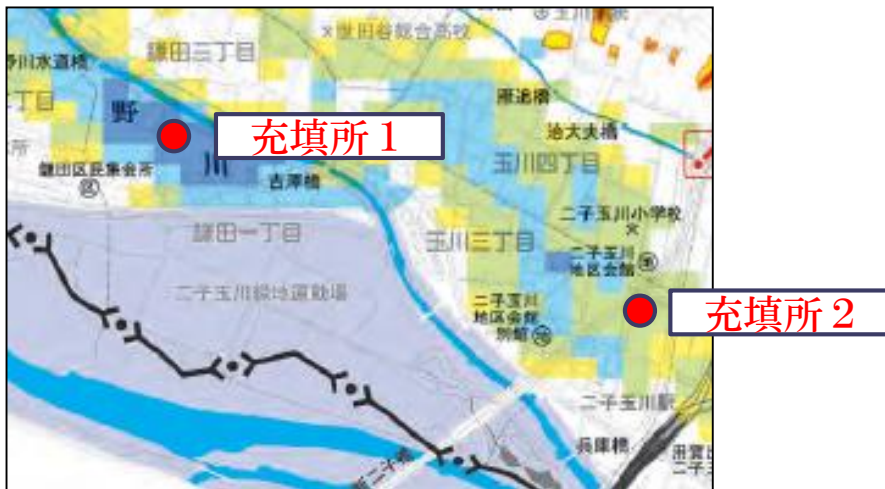 世田谷総合高校
鎌田三丁目
野川水道橋
丁目
雁追橋
野
充填所１
治大夫橋
玉川四丁目
川
鎌田区民集会所
吉澤橋
二子玉川小学校
鎌田一丁目
玉川三丁目
二子玉川
地区会館
二子玉川緑地運動場
二子玉川
地区会館
別館
充填所２
二子玉川駅
兵庫橋